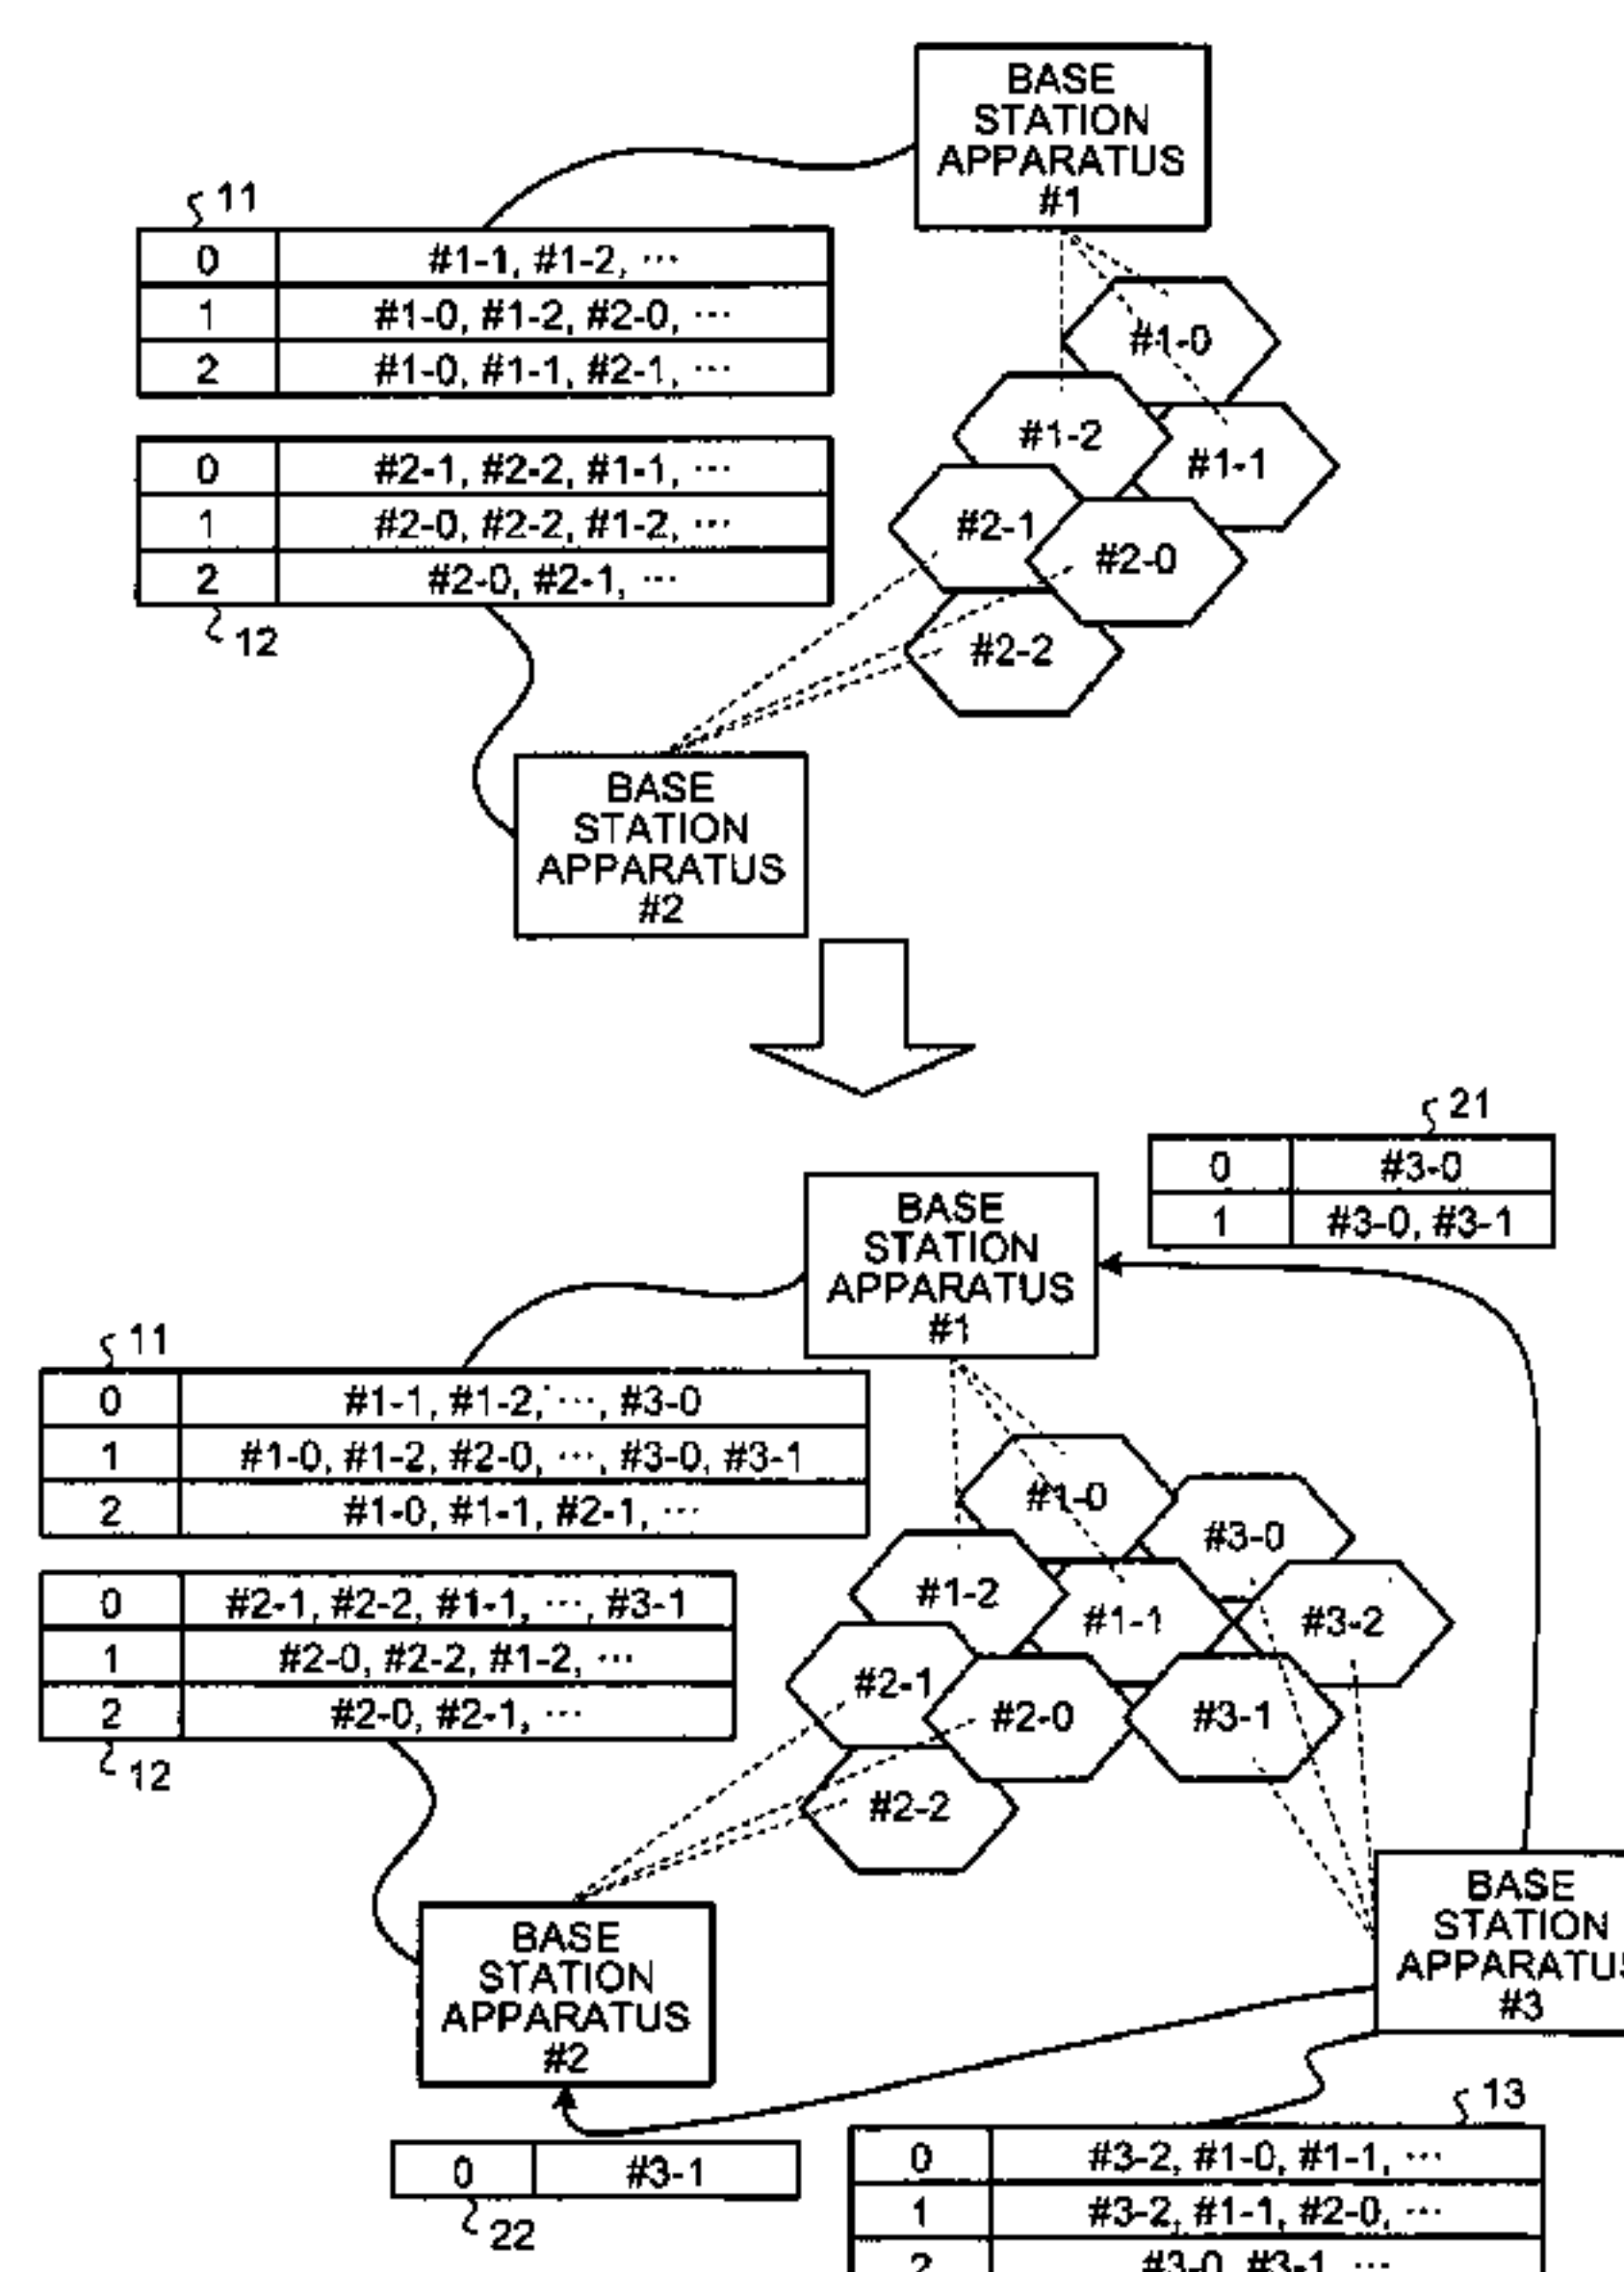 BASE
STATION
APPARATUS
#1
11
0 #1-1, #1-2, ···
1 #1-0, #1-2, #2-0, ···
2 #1-0, #1-1, #2-1, ···
0 #2-1, #2-2, #1-1, ···
1 #2-0, #2-2, #1-2, ···
2 #2-0, #2-1, ···
12
#1-0
#1-2
#1-1
#2-1
#2-0
#2-2
BASE
STATION
APPARATUS
#2
21
0 #3-0
1 #3-0, #3-1
BASE
STATION
APPARATUS
#1
11
0 #1-1, #1-2, ···, #3-0
1 #1-0, #1-2, #2-0, ···, #3-0, #3-1
2 #1-0, #1-1, #2-1, ···
0 #2-1, #2-2, #1-1, ···, #3-1
1 #2-0, #2-2, #1-2, ···
2 #2-0, #2-1, ···
12
#1-0
#3-0
#1-2
#1-1
#3-2
#2-1
#2-0
#3-1
#2-2
BASE
STATION
APPARATUS
#2
BASE
STATION
APPARATUS
#3
0 #3-1
22
13
0 #3-2, #1-0, #1-1, ···
1 #3-2, #1-1, #2-0, ···
2 #3-0, #3-1, ···